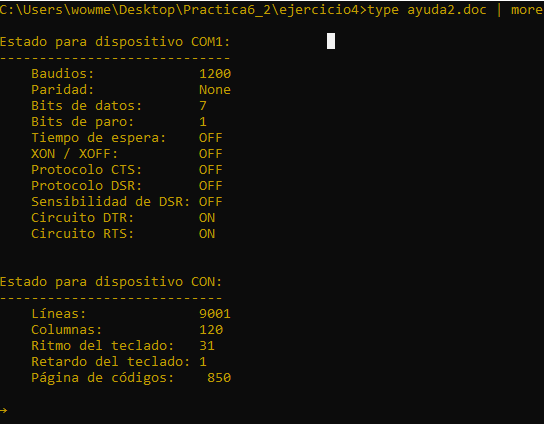 C:\Users\wowme\Desktop\Practica6_2\ejercicio4>type ayuda2.doc | more
Estado para dispositivo COM1:
-----------------------------
Baudios: 1200
Paridad: None
Bits de datos: 7
Bits de paro: 1
Tiempo de espera: OFF
XON / XOFF: OFF
Protocolo CTS: OFF
Protocolo DSR: OFF
Sensibilidad de DSR: OFF
Circuito DTR: ON
Circuito RTS: ON
Estado para dispositivo CON:
----------------------------
Líneas: 9001
Columnas: 120
Ritmo del teclado: 31
Retardo del teclado: 1
Página de códigos: 850
→